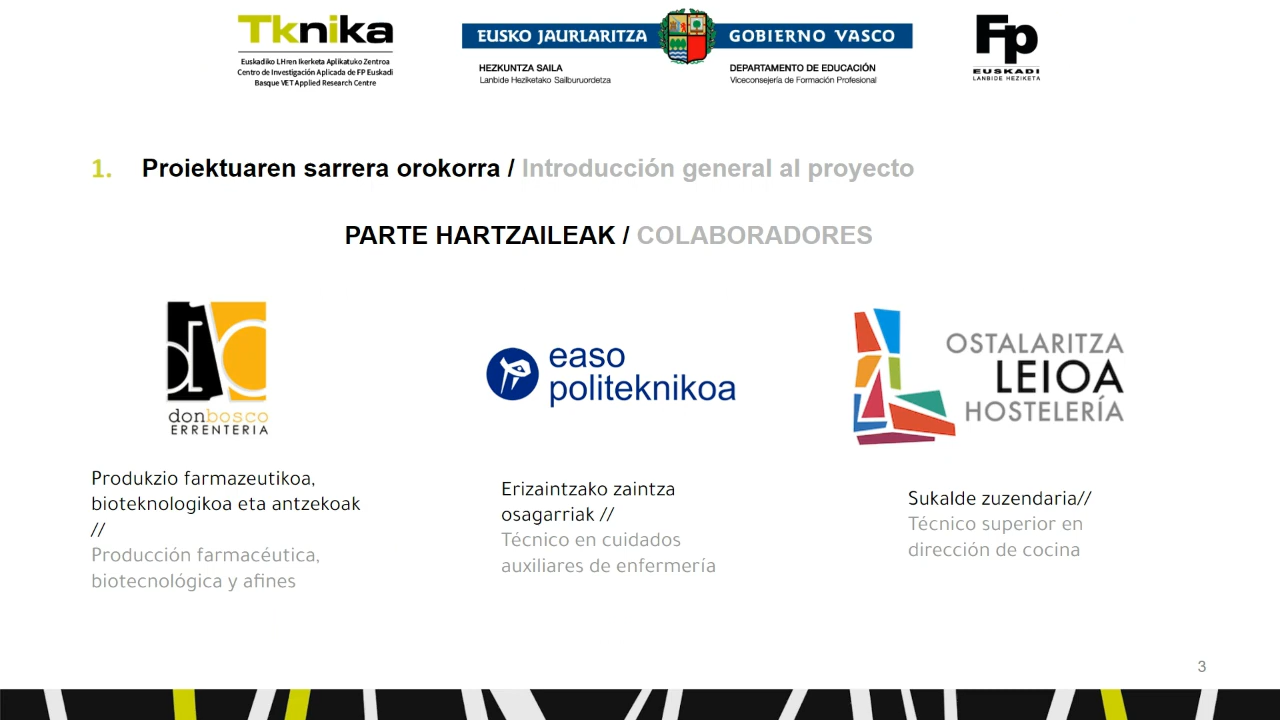 Tknika
Euskadiko LHren Ikerketa Aplikatuko Zentroa
Centro de Investigación Aplicada de FP Euskadi
Basque VET Applied Research Centre
EUSKO JAURLARITZA
GOBIERNO VASCO
HEZKUNTZA SAILA
Lanbide Heziketako Sailburuordetza
DEPARTAMENTO DE EDUCACIÓN
Viceconsejería de Formación Profesional
Fp
EUSKADI
LANBIDE HEZIKETA
1. Proiektuaren sarrera orokorra / Introducción general al proyecto
PARTE HARTZAILEAK / COLABORADORES
db
donbosco
ERRENTERIA
Produkzio farmazeutikoa,
bioteknologikoa eta antzekoak
//
Producción farmacéutica,
biotecnológica y afines
easo
politeknikoa
Erizaintzako zaintza
osagarriak //
Técnico en cuidados
auxiliares de enfermería
OSTALARITZA
LEIOA
HOSTELERÍA
Sukalde zuzendaria//
Técnico superior en
dirección de cocina
3